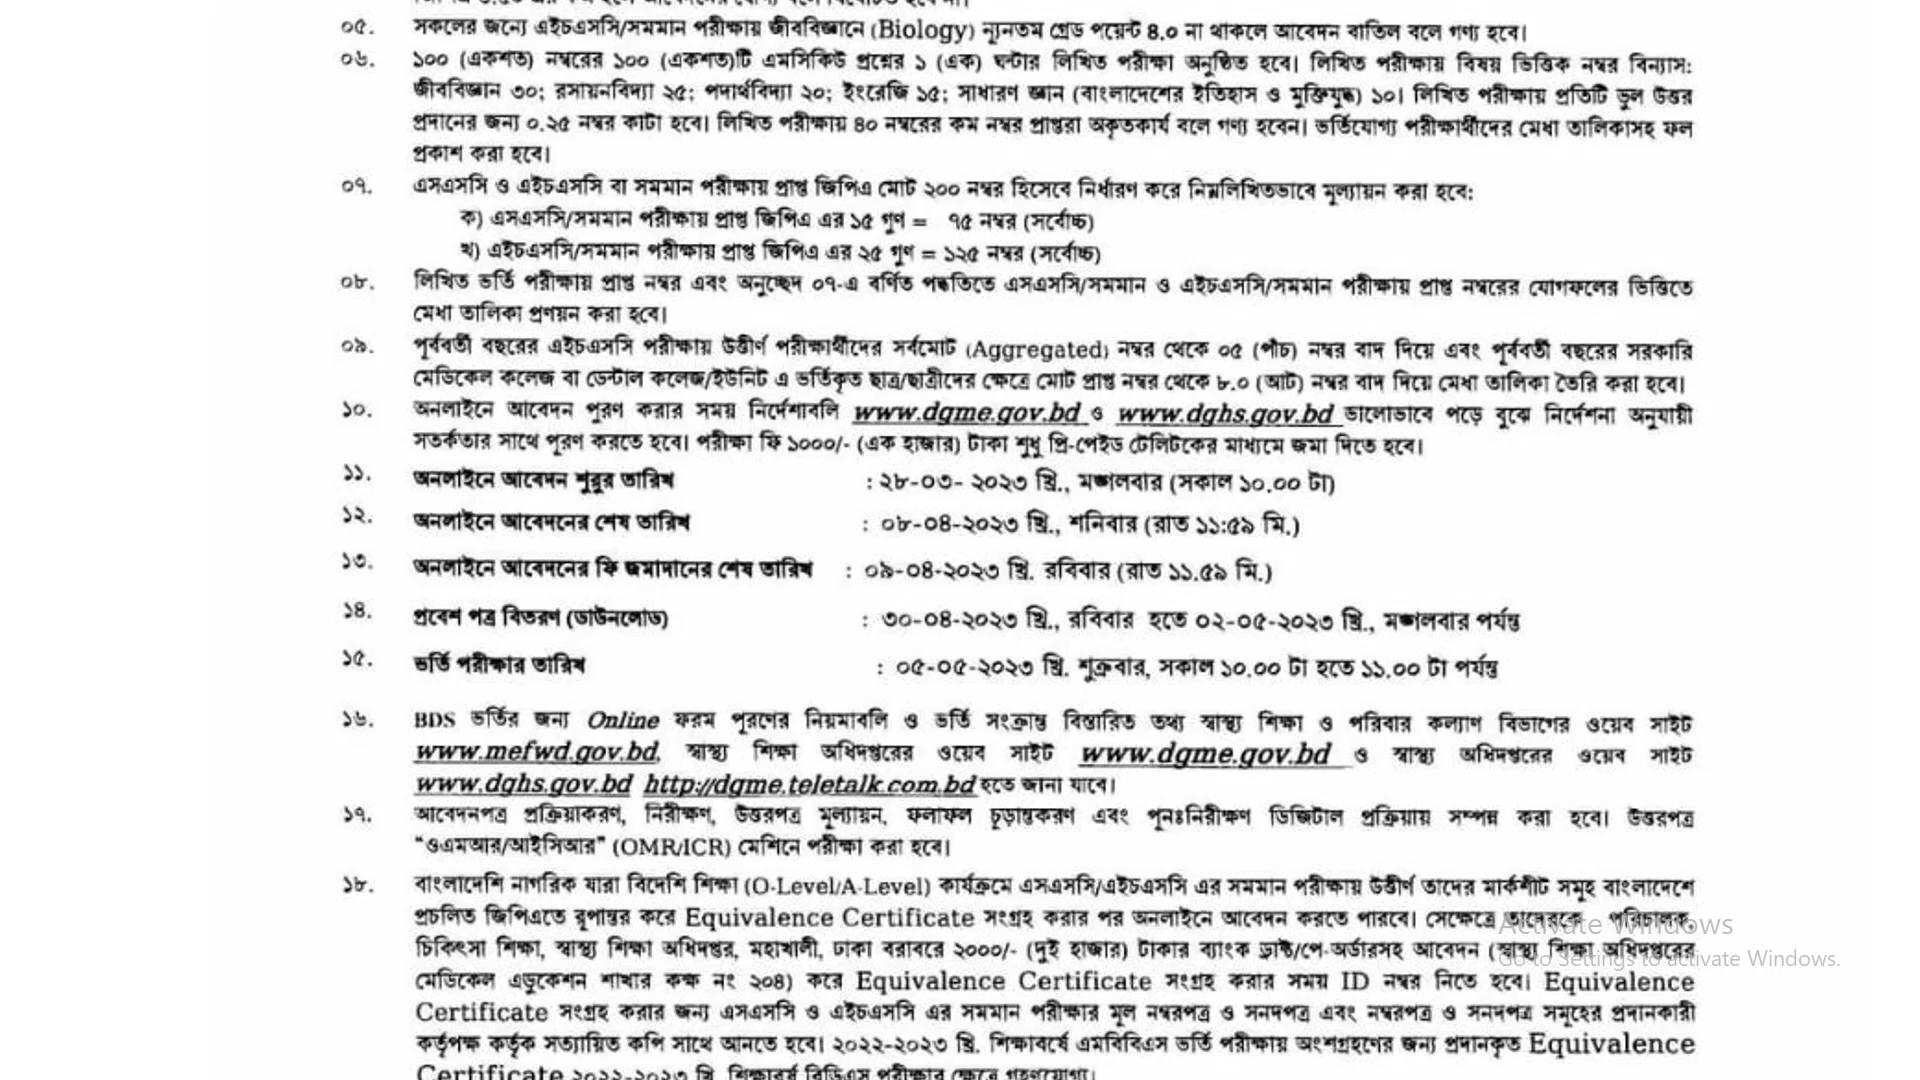 ০৫. সকলের জন্যে এইচএসসি/সমমান পরীক্ষায় জীববিজ্ঞানে (Biology) ন্যূনতম গ্রেড পয়েন্ট ৪.০ না থাকলে আবেদন বাতিল বলে গণ্য হবে।
০৬. ১০০ (একশত) নম্বরের ১০০ (একশত)টি এমসিকিউ প্রশ্নের ১ (এক) ঘন্টার লিখিত পরীক্ষা অনুষ্ঠিত হবে। লিখিত পরীক্ষায় বিষয় ভিত্তিক নম্বর বিন্যাস:
জীববিজ্ঞান ৩০; রসায়নবিদ্যা ২৫; পদার্থবিদ্যা ২০; ইংরেজি ১৫; সাধারণ জ্ঞান (বাংলাদেশের ইতিহাস ও মুক্তিযুদ্ধ) ১০। লিখিত পরীক্ষায় প্রতিটি ভুল উত্তর
প্রদানের জন্য ০.২৫ নম্বর কাটা হবে। লিখিত পরীক্ষায় ৪০ নম্বরের কম নম্বর প্রাপ্তরা অকৃতকার্য বলে গণ্য হবেন। ভর্তিযোগ্য পরীক্ষার্থীদের মেধা তালিকাসহ ফল
প্রকাশ করা হবে।
০৭. এসএসসি ও এইচএসসি বা সমমান পরীক্ষায় প্রাপ্ত জিপিএ মোট ২০০ নম্বর হিসেবে নির্ধারণ করে নিম্নলিখিতভাবে মূল্যায়ন করা হবে:
ক) এসএসসি/সমমান পরীক্ষায় প্রাপ্ত জিপিএ এর ১৫ গুণ = ৭৫ নম্বর (সর্বোচ্চ)
খ) এইচএসসি/সমমান পরীক্ষায় প্রাপ্ত জিপিএ এর ২৫ গুণ = ১২৫ নম্বর (সর্বোচ্চ)
০৮. লিখিত ভর্তি পরীক্ষায় প্রাপ্ত নম্বর এবং অনুচ্ছেদ ০৭-এ বর্ণিত পদ্ধতিতে এসএসসি/সমমান ও এইচএসসি/সমমান পরীক্ষায় প্রাপ্ত নম্বরের যোগফলের ভিত্তিতে
মেধা তালিকা প্রণয়ন করা হবে।
০৯. পূর্ববর্তী বছরের এইচএসসি পরীক্ষায় উত্তীর্ণ পরীক্ষার্থীদের সর্বমোট (Aggregated) নম্বর থেকে ০৫ (পাঁচ) নম্বর বাদ দিয়ে এবং পূর্ববর্তী বছরের সরকারি
মেডিকেল কলেজ বা ডেন্টাল কলেজ/ইউনিট এ ভর্তিকৃত ছাত্র/ছাত্রীদের ক্ষেত্রে মোট প্রাপ্ত নম্বর থেকে ৮.০ (আট) নম্বর বাদ দিয়ে মেধা তালিকা তৈরি করা হবে।
১০. অনলাইনে আবেদন পূরণ করার সময় নির্দেশাবলি www.dgme.gov.bd ও www.dghs.gov.bd ভালোভাবে পড়ে বুঝে নির্দেশনা অনুযায়ী
সতর্কতার সাথে পূরণ করতে হবে। পরীক্ষা ফি ১০০০/- (এক হাজার) টাকা শুধু প্রি-পেইড টেলিটকের মাধ্যমে জমা দিতে হবে।
১১. অনলাইনে আবেদন শুরুর তারিখ : ২৮-০৩- ২০২৩ খ্রি., মঙ্গলবার (সকাল ১০.০০ টা)
১২. অনলাইনে আবেদনের শেষ তারিখ : ০৮-০৪-২০২৩ খ্রি., শনিবার (রাত ১১:৫৯ মি.)
১৩. অনলাইনে আবেদনের ফি জমাদানের শেষ তারিখ : ০৯-০৪-২০২৩ খ্রি. রবিবার (রাত ১১.৫৯ মি.)
১৪. প্রবেশ পত্র বিতরণ (ডাউনলোড) : ৩০-০৪-২০২৩ খ্রি., রবিবার হতে ০২-০৫-২০২৩ খ্রি., মঙ্গলবার পর্যন্ত
১৫. ভর্তি পরীক্ষার তারিখ : ০৫-০৫-২০২৩ খ্রি. শুক্রবার, সকাল ১০.০০ টা হতে ১১.০০ টা পর্যন্ত
১৬. BDS ভর্তির জন্য Online ফরম পূরণের নিয়মাবলি ও ভর্তি সংক্রান্ত বিস্তারিত তথ্য স্বাস্থ্য শিক্ষা ও পরিবার কল্যাণ বিভাগের ওয়েব সাইট
www.mefwd.gov.bd, স্বাস্থ্য শিক্ষা অধিদপ্তরের ওয়েব সাইট www.dgme.gov.bd ও স্বাস্থ্য অধিদপ্তরের ওয়েব সাইট
www.dghs.gov.bd http://dgme.teletalk.com.bd হতে জানা যাবে।
১৭. আবেদনপত্র প্রক্রিয়াকরণ, নিরীক্ষণ, উত্তরপত্র মূল্যায়ন, ফলাফল চূড়ান্তকরণ এবং পুনঃনিরীক্ষণ ডিজিটাল প্রক্রিয়ায় সম্পন্ন করা হবে। উত্তরপত্র
“ওএমআর/আইসিআর” (OMR/ICR) মেশিনে পরীক্ষা করা হবে।
১৮. বাংলাদেশি নাগরিক যারা বিদেশি শিক্ষা (O-Level/A-Level) কার্যক্রমে এসএসসি/এইচএসসি এর সমমান পরীক্ষায় উত্তীর্ণ তাদের মার্কশীট সমূহ বাংলাদেশে
প্রচলিত জিপিএতে রূপান্তর করে Equivalence Certificate সংগ্রহ করার পর অনলাইনে আবেদন করতে পারবে। সেক্ষেত্রে তাদেরকে পরিচালক,
চিকিৎসা শিক্ষা, স্বাস্থ্য শিক্ষা অধিদপ্তর, মহাখালী, ঢাকা বরাবরে ২০০০/- (দুই হাজার) টাকার ব্যাংক ড্রাফ্ট/পে-অর্ডারসহ আবেদন (স্বাস্থ্য শিক্ষা অধিদপ্তরের
মেডিকেল এডুকেশন শাখার কক্ষ নং ২০৪) করে Equivalence Certificate সংগ্রহ করার সময় ID নম্বর নিতে হবে। Equivalence
Certificate সংগ্রহ করার জন্য এসএসসি ও এইচএসসি এর সমমান পরীক্ষার মূল নম্বরপত্র ও সনদপত্র এবং নম্বরপত্র ও সনদপত্র সমূহের প্রদানকারী
কর্তৃপক্ষ কর্তৃক সত্যায়িত কপি সাথে আনতে হবে। ২০২২-২০২৩ খ্রি. শিক্ষাবর্ষে এমবিবিএস ভর্তি পরীক্ষায় অংশগ্রহণের জন্য প্রদানকৃত Equivalence
Certificate ২০২২-২০২৩ খ্রি. শিক্ষাবর্ষে বিডিএস পরীক্ষার ক্ষেত্রে গ্রহণযোগ্য।
Activate Windows
Go to Settings to activate Windows.